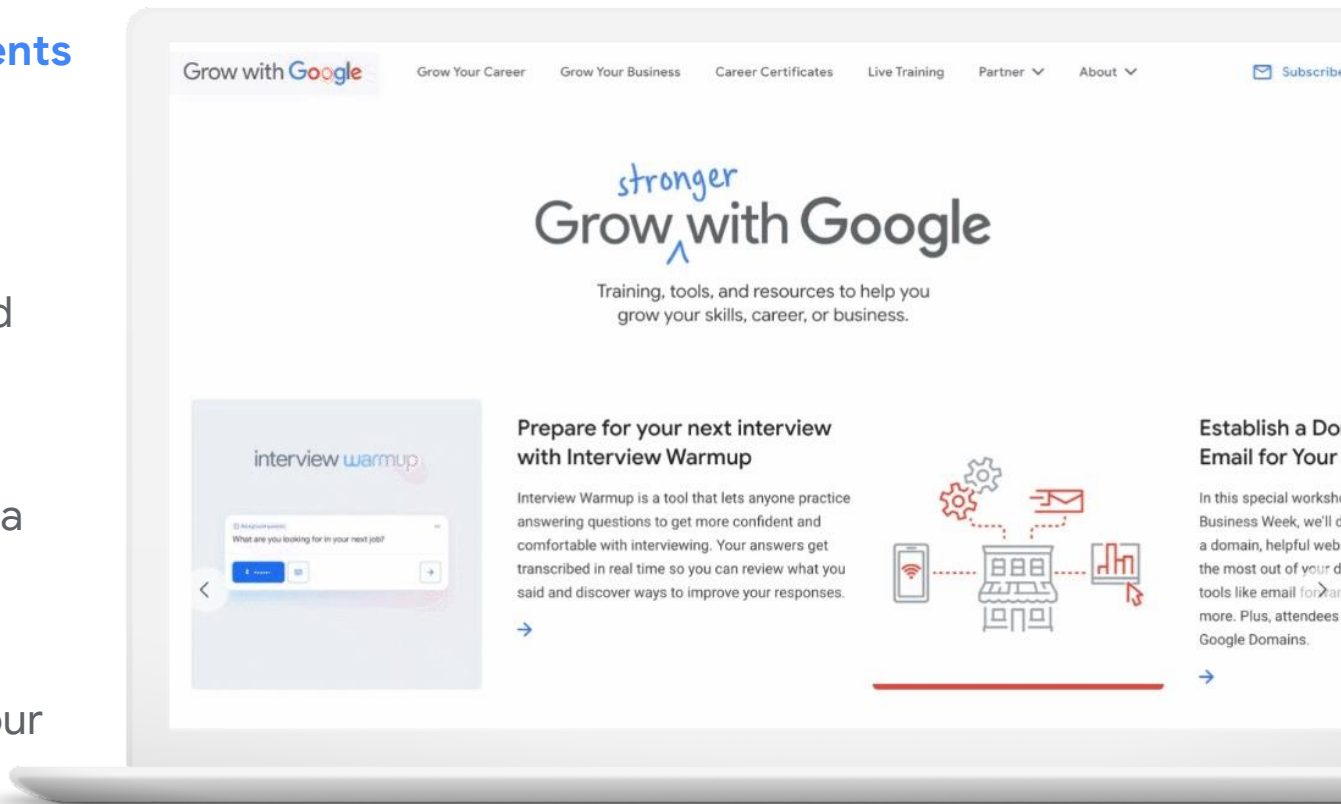 ents
d
a
our
Grow with Google
Grow Your Career
Grow Your Business
Career Certificates
Live Training
Partner
About
Subscribe
stronger
Grow with Google
Training, tools, and resources to help you
grow your skills, career, or business.
interview warmup
What are you looking for in your next job?
Prepare for your next interview
with Interview Warmup
Interview Warmup is a tool that lets anyone practice
answering questions to get more confident and
comfortable with interviewing. Your answers get
transcribed in real time so you can review what you
said and discover ways to improve your responses.
Establish a Do
Email for Your
In this special worksho
Business Week, we'll d
a domain, helpful web
the most out of your d
tools like email forwar
more. Plus, attendees
Google Domains.